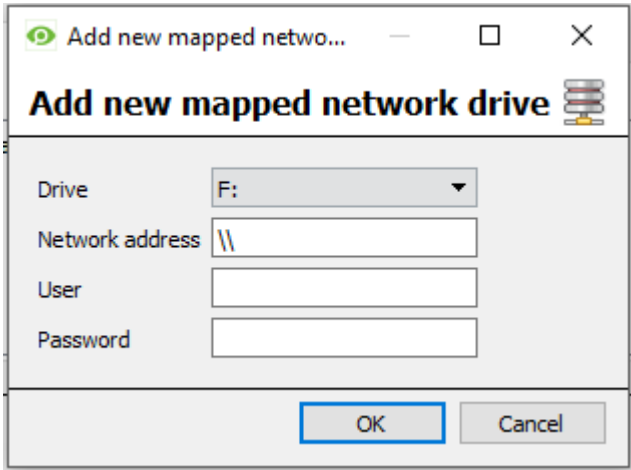 Add new mapped netwo...
Add new mapped network drive
Drive F:
Network address \\
User
Password
OK Cancel